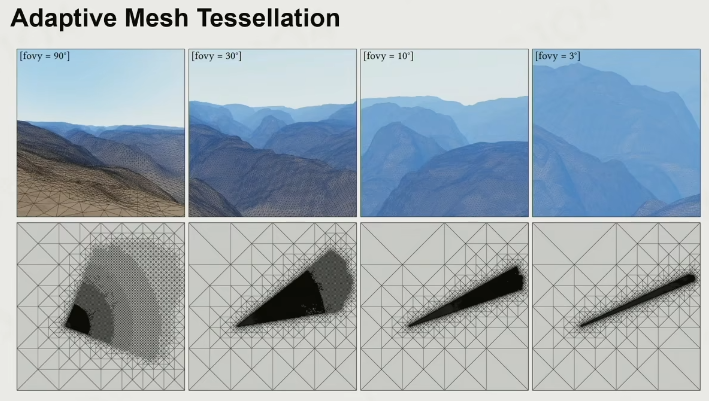 Adaptive Mesh Tessellation
[fovy = 90°]
[fovy = 30°]
[fovy = 10°]
[fovy = 3°]